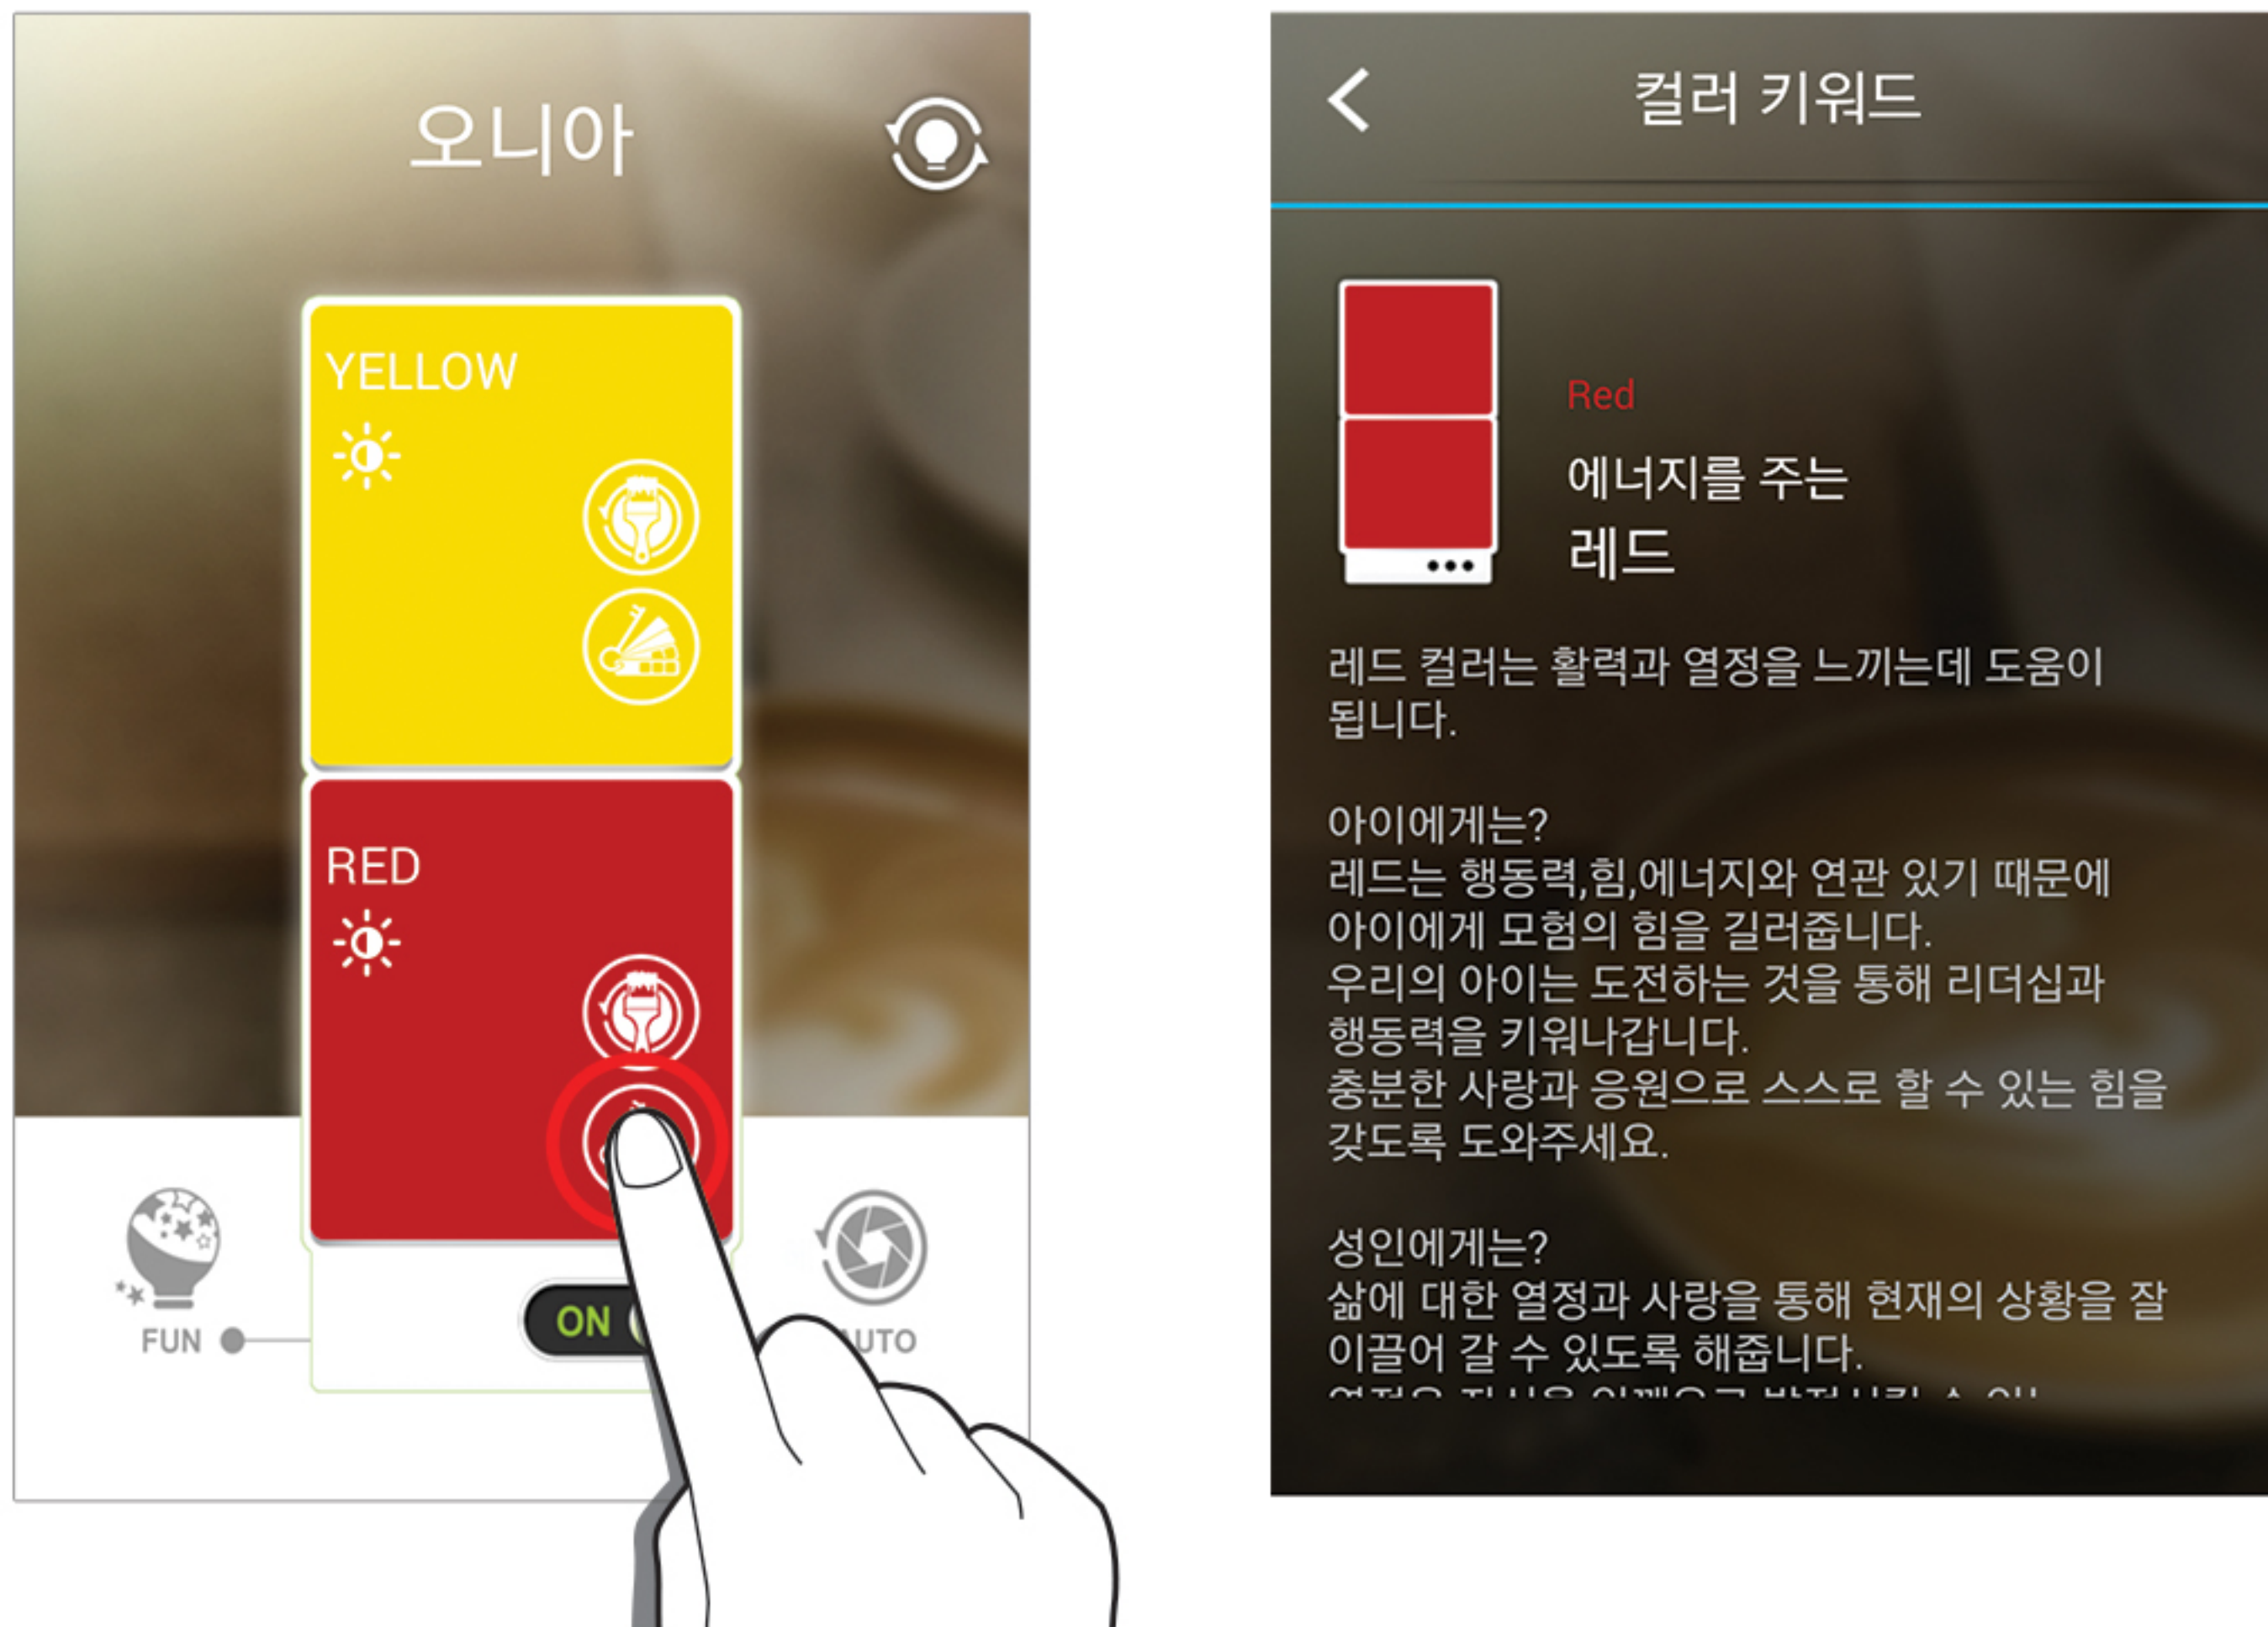 오니아
YELLOW
RED
ON
FUN
AUTO
컬러 키워드
Red
에너지를 주는
레드
레드 컬러는 활력과 열정을 느끼는데 도움이
됩니다.
아이에게는?
레드는 행동력,힘,에너지와 연관 있기 때문에
아이에게 모험의 힘을 길러줍니다.
우리의 아이는 도전하는 것을 통해 리더십과
행동력을 키워나갑니다.
충분한 사랑과 응원으로 스스로 할 수 있는 힘을
갖도록 도와주세요.
성인에게는?
삶에 대한 열정과 사랑을 통해 현재의 상황을 잘
이끌어 갈 수 있도록 해줍니다.